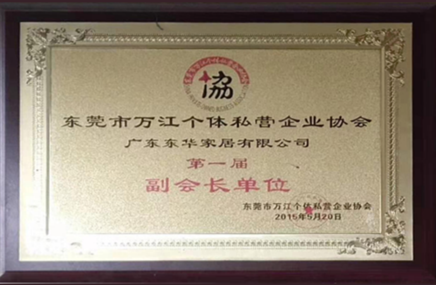 協
东莞市万江个体私营企业协会
广东东华家居有限公司
第一届
副会长单位
东莞市万江个体私营企业协会
2015年5月20日